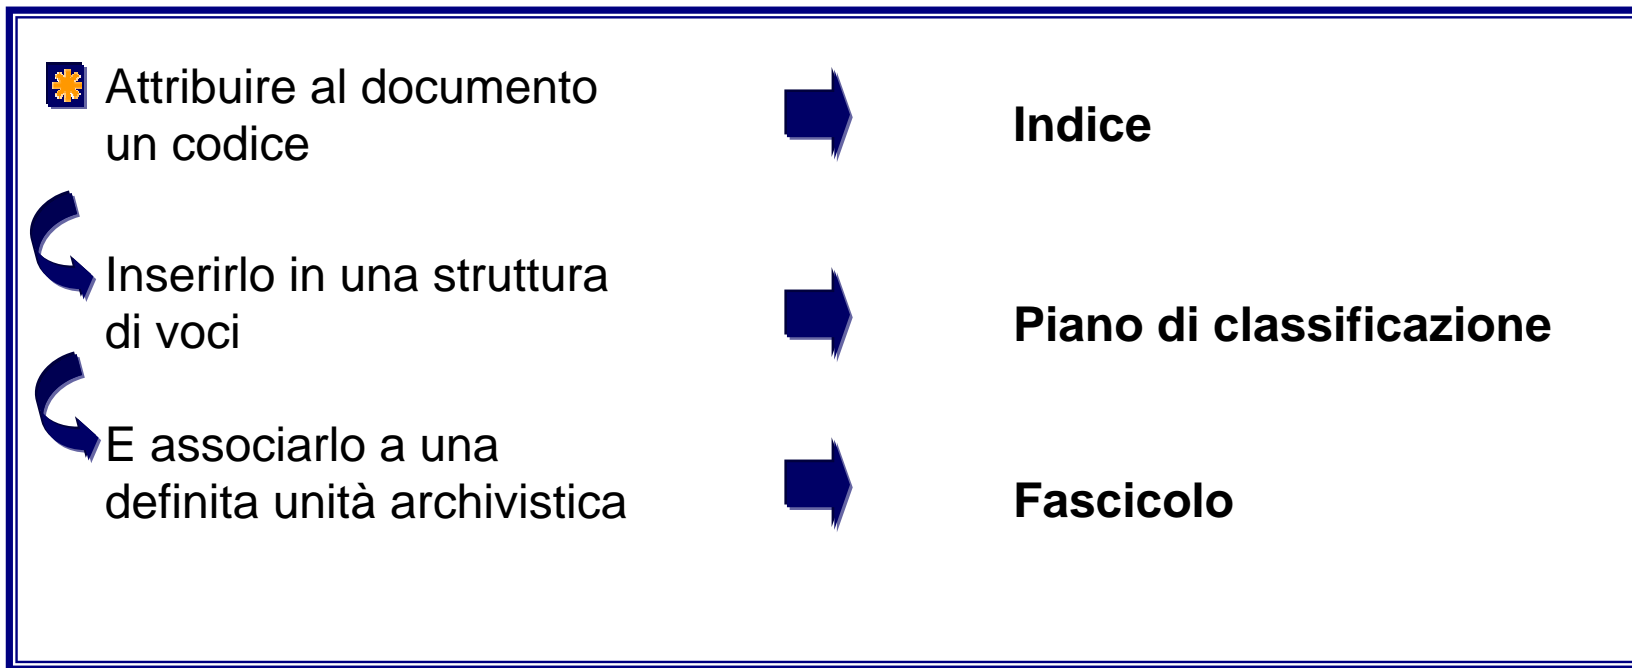 Attribuire al documento
un codice
Indice
Inserirlo in una struttura
di voci
Piano di classificazione
E associarlo a una
definita unità archivistica
Fascicolo